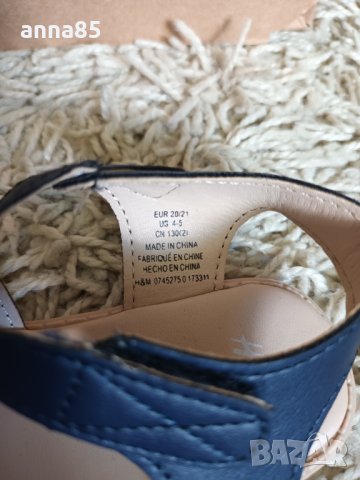 anna85
EUR 20/21
US 4-5
CN 130(2)
MADE IN CHINA
FABRIQUÉ EN CHINE
HECHO EN CHINA
H&M 0745275 0 173311
BAZAR